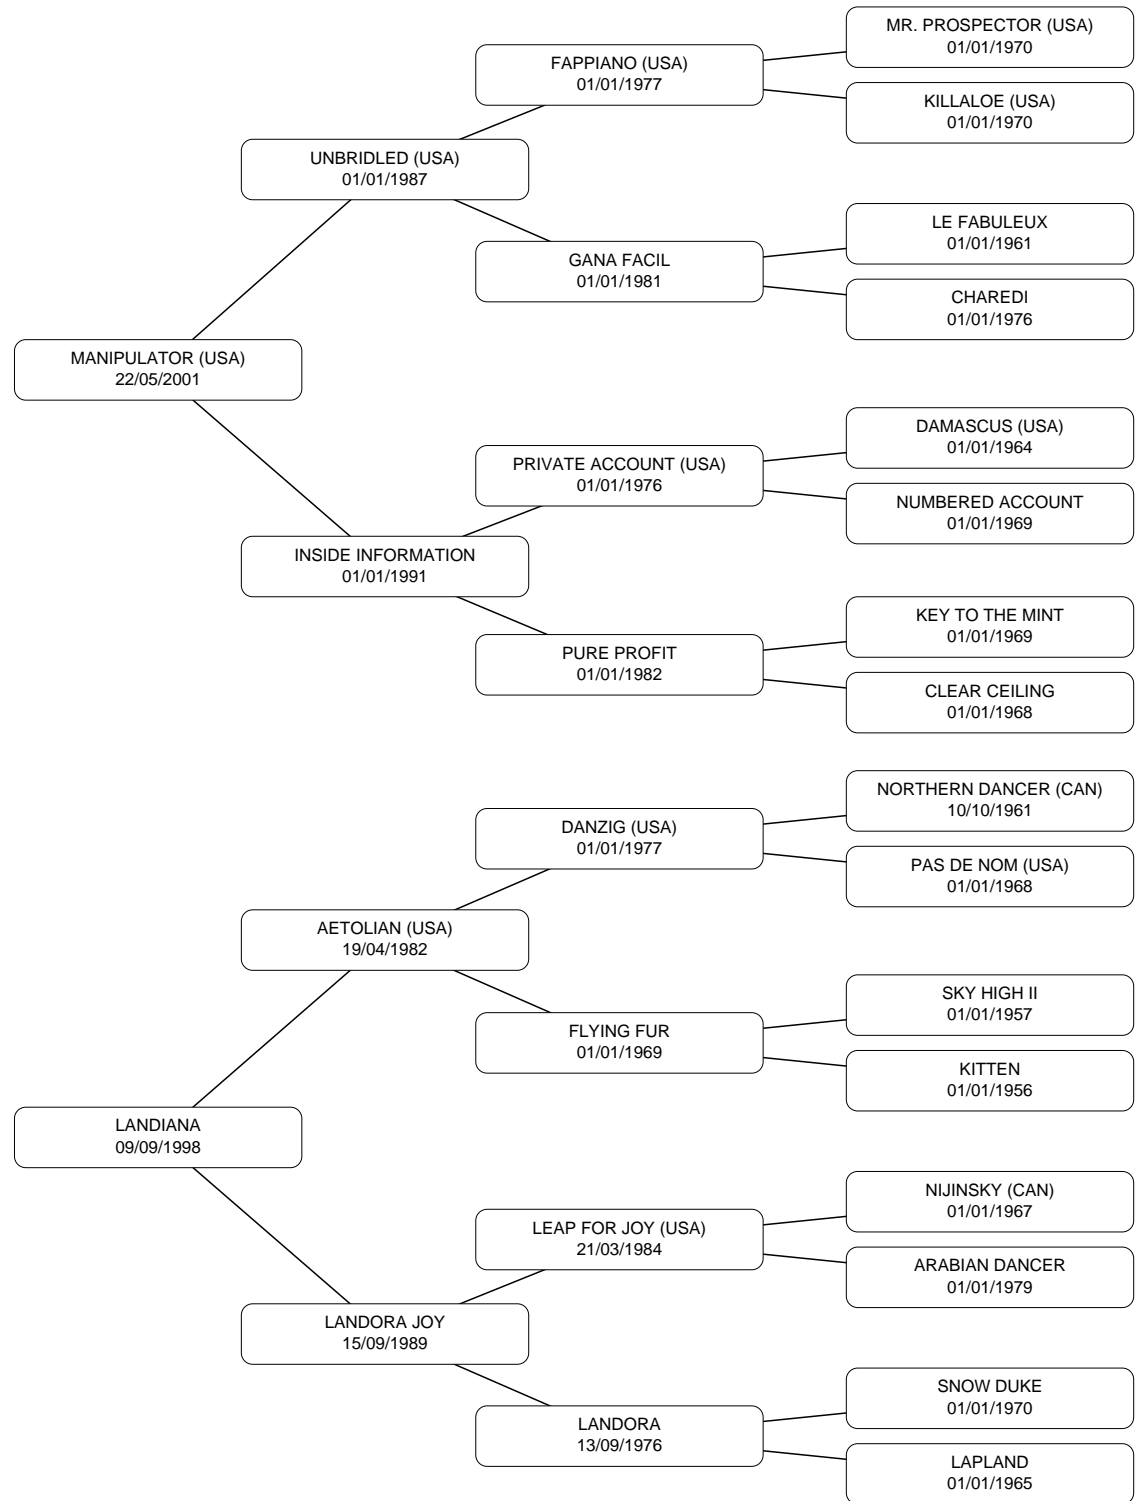 MR. PROSPECTOR (USA)
01/01/1970
FAPPIANO (USA)
01/01/1977
KILLALOE (USA)
01/01/1970
UNBRIDLED (USA)
01/01/1987
LE FABULEUX
01/01/1961
GANA FACIL
01/01/1981
CHAREDI
01/01/1976
MANIPULATOR (USA)
22/05/2001
DAMASCUS (USA)
01/01/1964
PRIVATE ACCOUNT (USA)
01/01/1976
NUMBERED ACCOUNT
01/01/1969
INSIDE INFORMATION
01/01/1991
KEY TO THE MINT
01/01/1969
PURE PROFIT
01/01/1982
CLEAR CEILING
01/01/1968
NORTHERN DANCER (CAN)
10/10/1961
DANZIG (USA)
01/01/1977
PAS DE NOM (USA)
01/01/1968
AETOLIAN (USA)
19/04/1982
SKY HIGH II
01/01/1957
FLYING FUR
01/01/1969
KITTEN
01/01/1956
LANDIANA
09/09/1998
NIJINSKY (CAN)
01/01/1967
LEAP FOR JOY (USA)
21/03/1984
ARABIAN DANCER
01/01/1979
LANDORA JOY
15/09/1989
SNOW DUKE
01/01/1970
LANDORA
13/09/1976
LAPLAND
01/01/1965